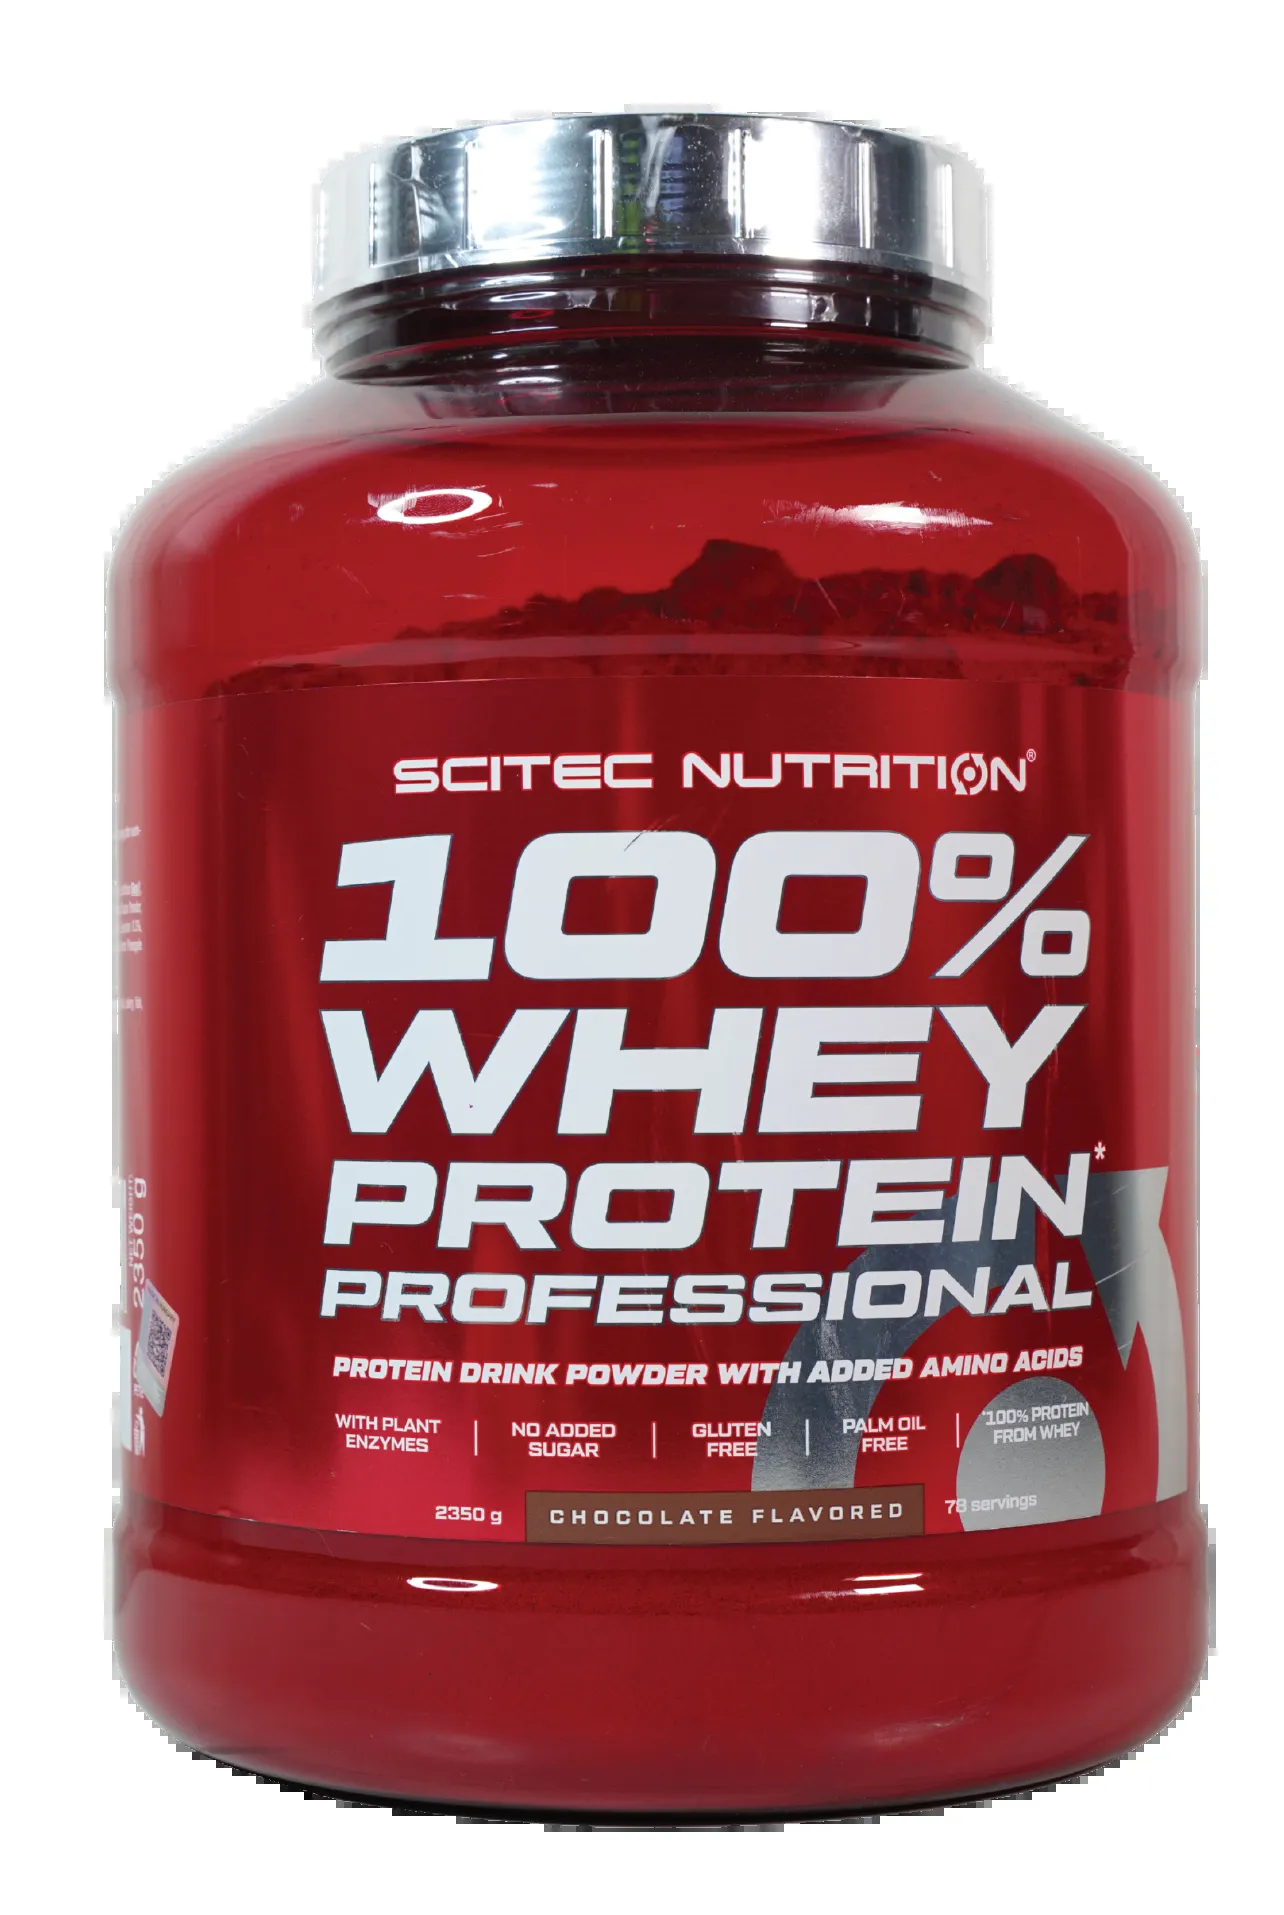 SCITEC NUTRITION®
100%
WHEY
PROTEIN*
PROFESSIONAL
PROTEIN DRINK POWDER WITH ADDED AMINO ACIDS
WITH PLANT
ENZYMES
NO ADDED
SUGAR
GLUTEN
FREE
PALM OIL
FREE
*100% PROTEIN
FROM WHEY
2350 g
CHOCOLATE FLAVORED
78 servings
2350 g